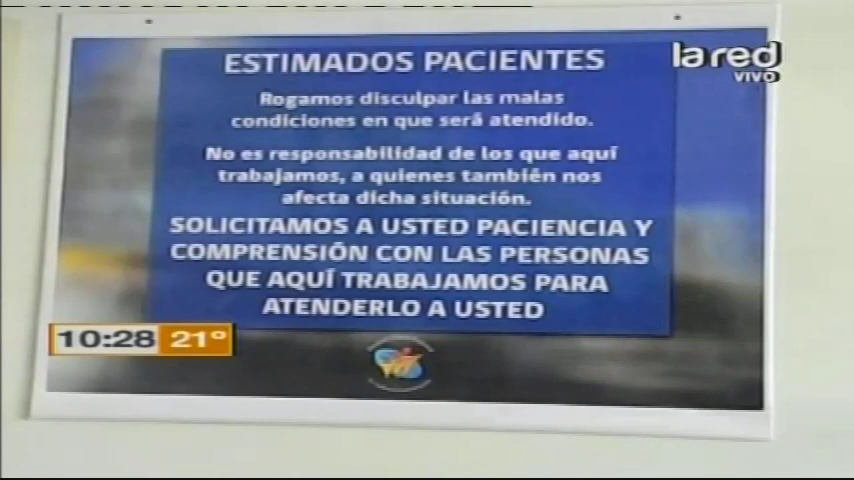 ESTIMADOS PACIENTES
la red
VIVO
Rogamos disculpar las malas
condiciones en que será atendido.
No es responsabilidad de los que aquí
trabajamos, a quienes también nos
afecta dicha situación.
SOLICITAMOS A USTED PACIENCIA Y
COMPRENSIÓN CON LAS PERSONAS
QUE AQUÍ TRABAJAMOS PARA
ATENDERLO A USTED
10:28 21°